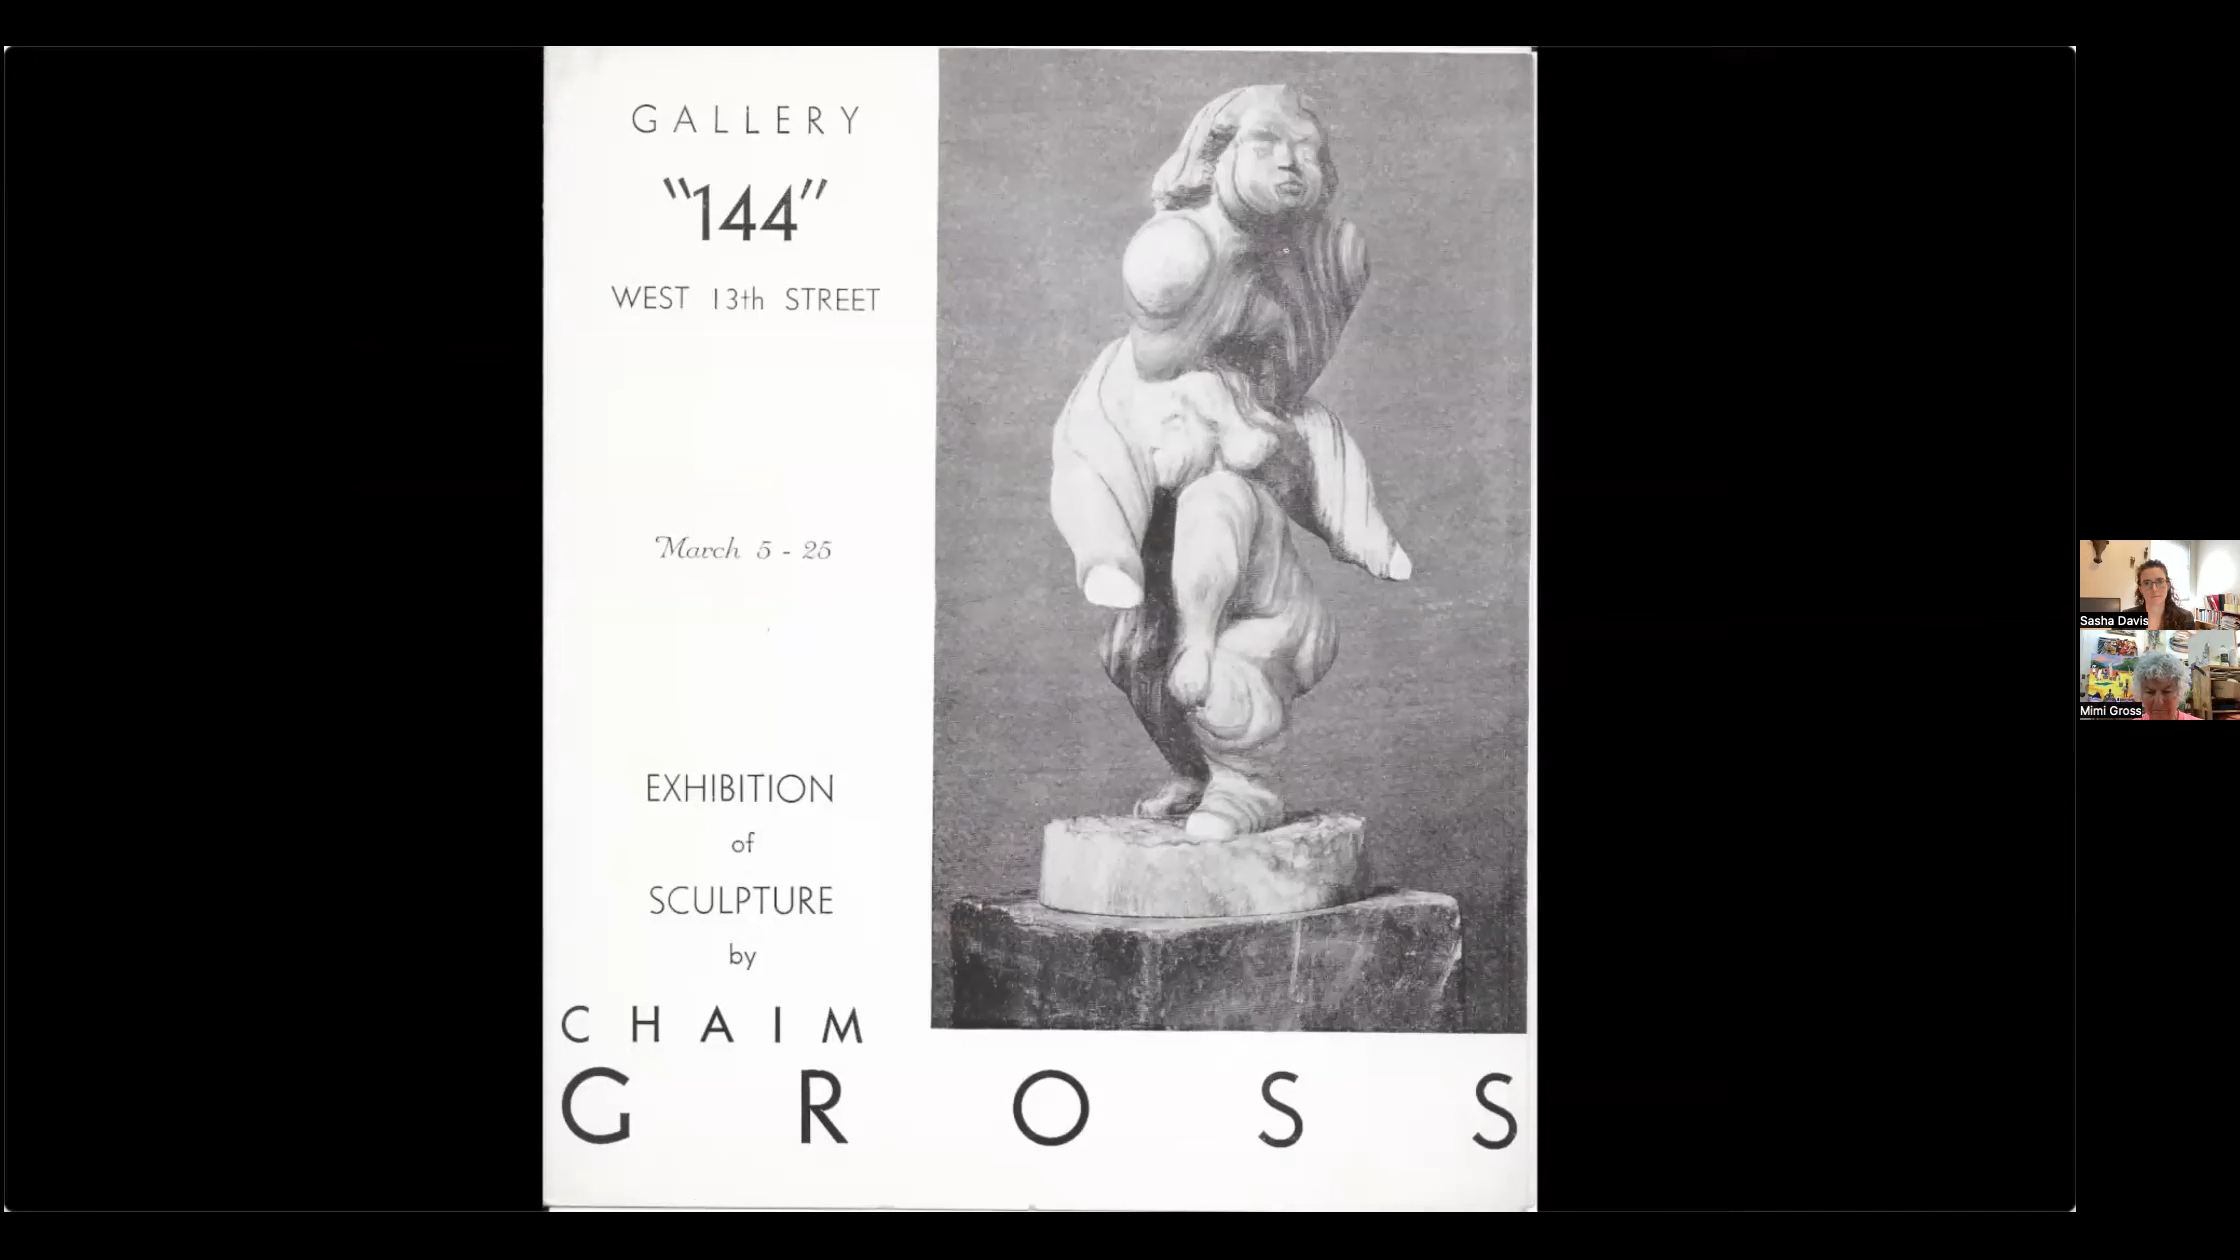 GALLERY
"144"
WEST 13th STREET
March 5 - 25
EXHIBITION
of
SCULPTURE
by
CHAIM
GROSS
Sasha Davis
Mimi Gross